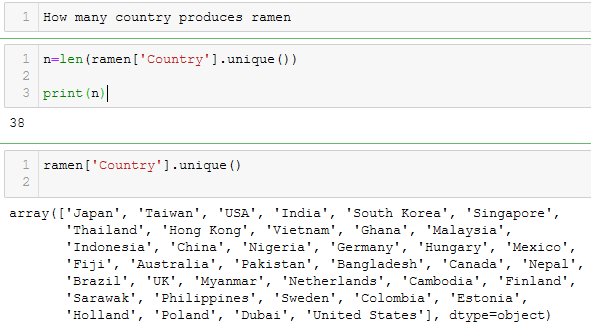 1 How many country produces ramen
1 n=len(ramen['Country'].unique())
2
3 print(n)
38
1 ramen['Country'].unique()
2
array(['Japan', 'Taiwan', 'USA', 'India', 'South Korea', 'Singapore',
'Thailand', 'Hong Kong', 'Vietnam', 'Ghana', 'Malaysia',
'Indonesia', 'China', 'Nigeria', 'Germany', 'Hungary', 'Mexico',
'Fiji', 'Australia', 'Pakistan', 'Bangladesh', 'Canada', 'Nepal',
'Brazil', 'UK', 'Myanmar', 'Netherlands', 'Cambodia', 'Finland',
'Sarawak', 'Philippines', 'Sweden', 'Colombia', 'Estonia',
'Holland', 'Poland', 'Dubai', 'United States'], dtype=object)